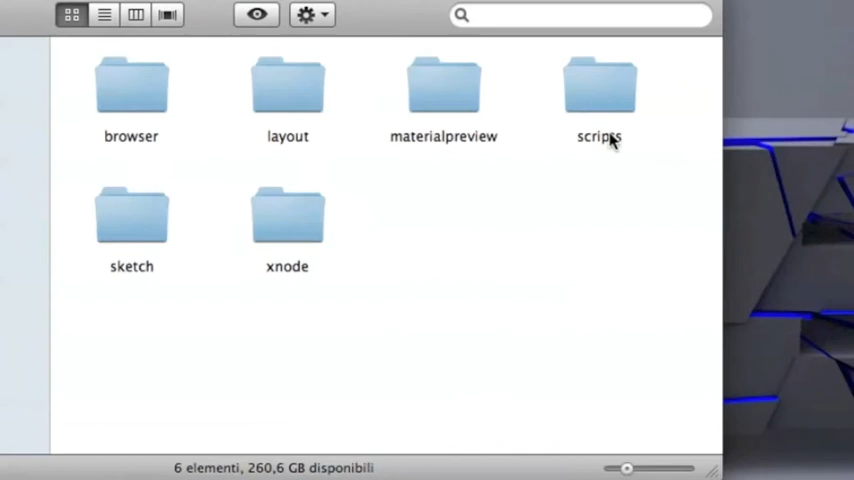 browser layout materialpreview scripts
sketch xnode
6 elementi, 260,6 GB disponibili